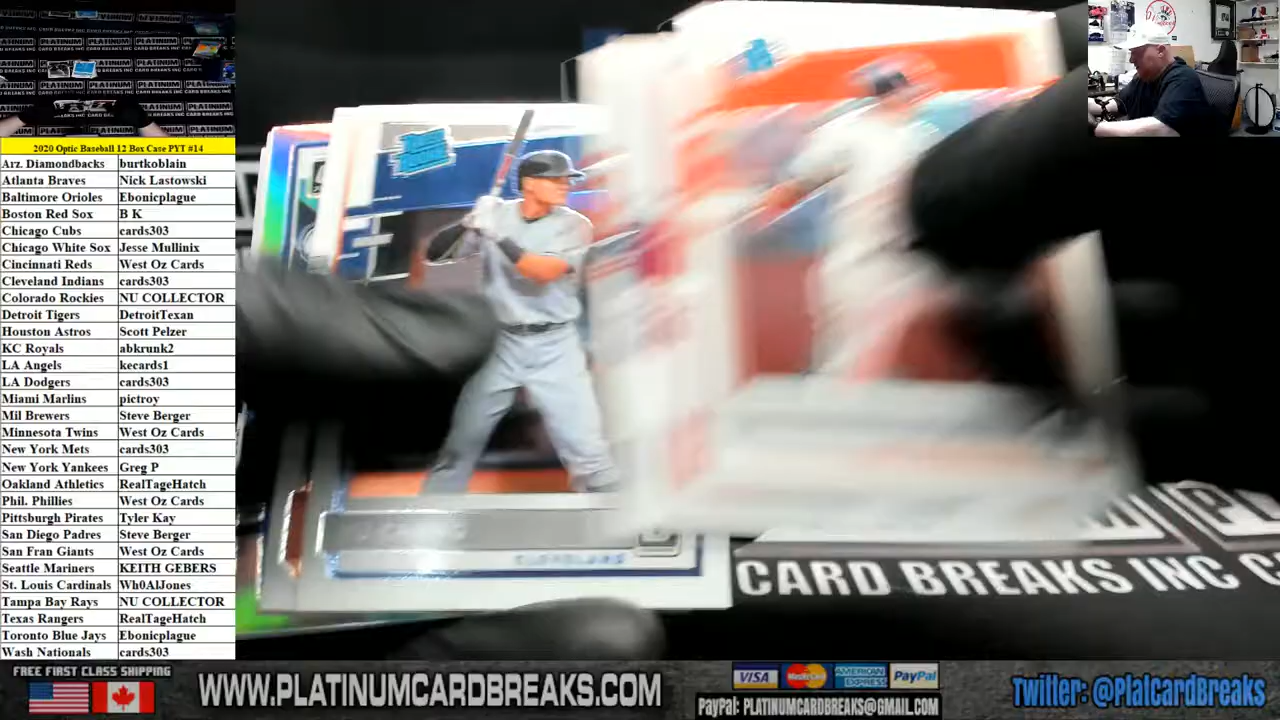 2020 Optic Baseball 12 Box Case PYT #14
Arz. Diamondbacks burtkoblain
Atlanta Braves Nick Lastowski
Baltimore Orioles Ebonicplague
Boston Red Sox B K
Chicago Cubs cards303
Chicago White Sox Jesse Mullinix
Cincinnati Reds West Oz Cards
Cleveland Indians cards303
Colorado Rockies NU COLLECTOR
Detroit Tigers DetroitTexan
Houston Astros Scott Pelzer
KC Royals abkrunk2
LA Angels kecards1
LA Dodgers cards303
Miami Marlins pictroy
Mil Brewers Steve Berger
Minnesota Twins West Oz Cards
New York Mets cards303
New York Yankees Greg P
Oakland Athletics RealTageHatch
Phil. Phillies West Oz Cards
Pittsburgh Pirates Tyler Kay
San Diego Padres Steve Berger
San Fran Giants West Oz Cards
Seattle Mariners KEITH GEBERS
St. Louis Cardinals Wh0AlJones
Tampa Bay Rays NU COLLECTOR
Texas Rangers RealTageHatch
Toronto Blue Jays Ebonicplague
Wash Nationals cards303
CLEVELAND
CARD BREAKS INC
FREE FIRST CLASS SHIPPING
WWW.PLATINUMCARDBREAKS.COM
VISA MasterCard AMERICAN EXPRESS PayPal
PayPal: PLATINUMCARDBREAKS@GMAIL.COM
Twitter: @PlatCardBreaks